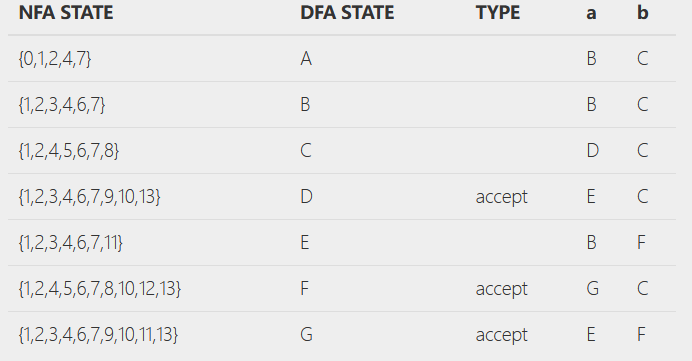 NFA STATE DFA STATE TYPE a b
{0,1,2,4,7} A B C
{1,2,3,4,6,7} B B C
{1,2,4,5,6,7,8} C D C
{1,2,3,4,6,7,9,10,13} D accept E C
{1,2,3,4,6,7,11} E B F
{1,2,4,5,6,7,8,10,12,13} F accept G C
{1,2,3,4,6,7,9,10,11,13} G accept E F